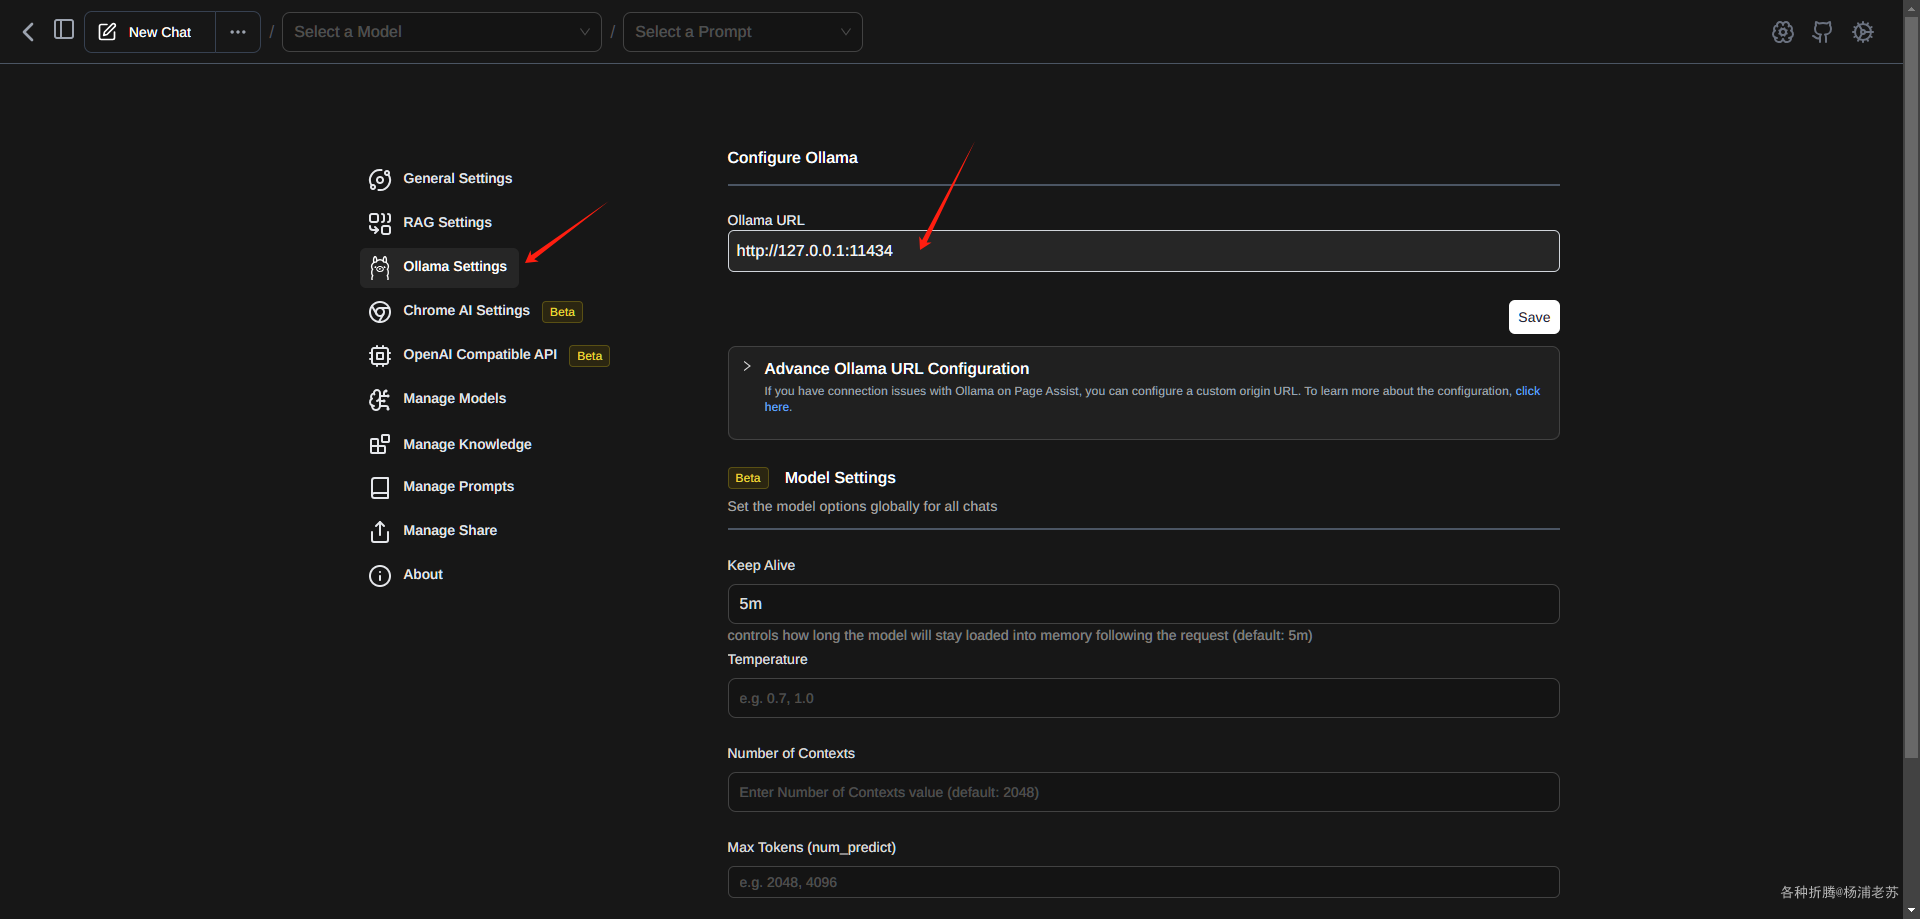 New Chat
Select a Model
Select a Prompt
General Settings
RAG Settings
Ollama Settings
Chrome AI Settings Beta
OpenAI Compatible API Beta
Manage Models
Manage Knowledge
Manage Prompts
Manage Share
About
Configure Ollama
Ollama URL
http://127.0.0.1:11434
Save
Advance Ollama URL Configuration
If you have connection issues with Ollama on Page Assist, you can configure a custom origin URL. To learn more about the configuration, click
here.
Beta Model Settings
Set the model options globally for all chats
Keep Alive
5m
controls how long the model will stay loaded into memory following the request (default: 5m)
Temperature
e.g. 0.7, 1.0
Number of Contexts
Enter Number of Contexts value (default: 2048)
Max Tokens (num_predict)
e.g. 2048, 4096
各种折腾@杨浦老苏